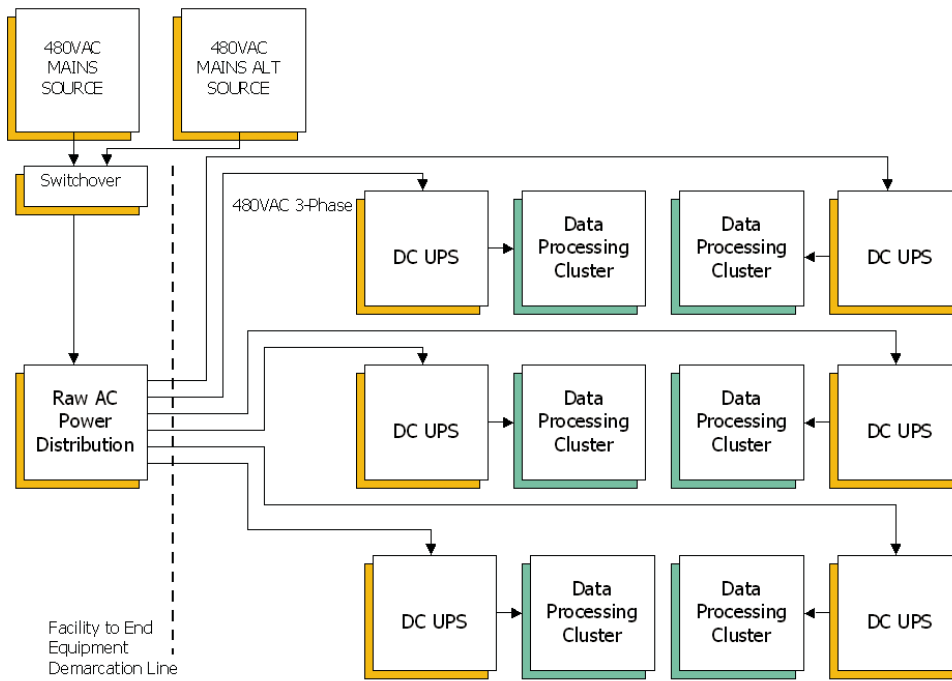 480VAC
MAINS
SOURCE
480VAC
MAINS ALT
SOURCE
Switchover
480VAC 3-Phase
DC UPS
Data
Processing
Cluster
Data
Processing
Cluster
DC UPS
Raw AC
Power
Distribution
DC UPS
Data
Processing
Cluster
Data
Processing
Cluster
DC UPS
DC UPS
Data
Processing
Cluster
Data
Processing
Cluster
DC UPS
Facility to End
Equipment
Demarcation Line